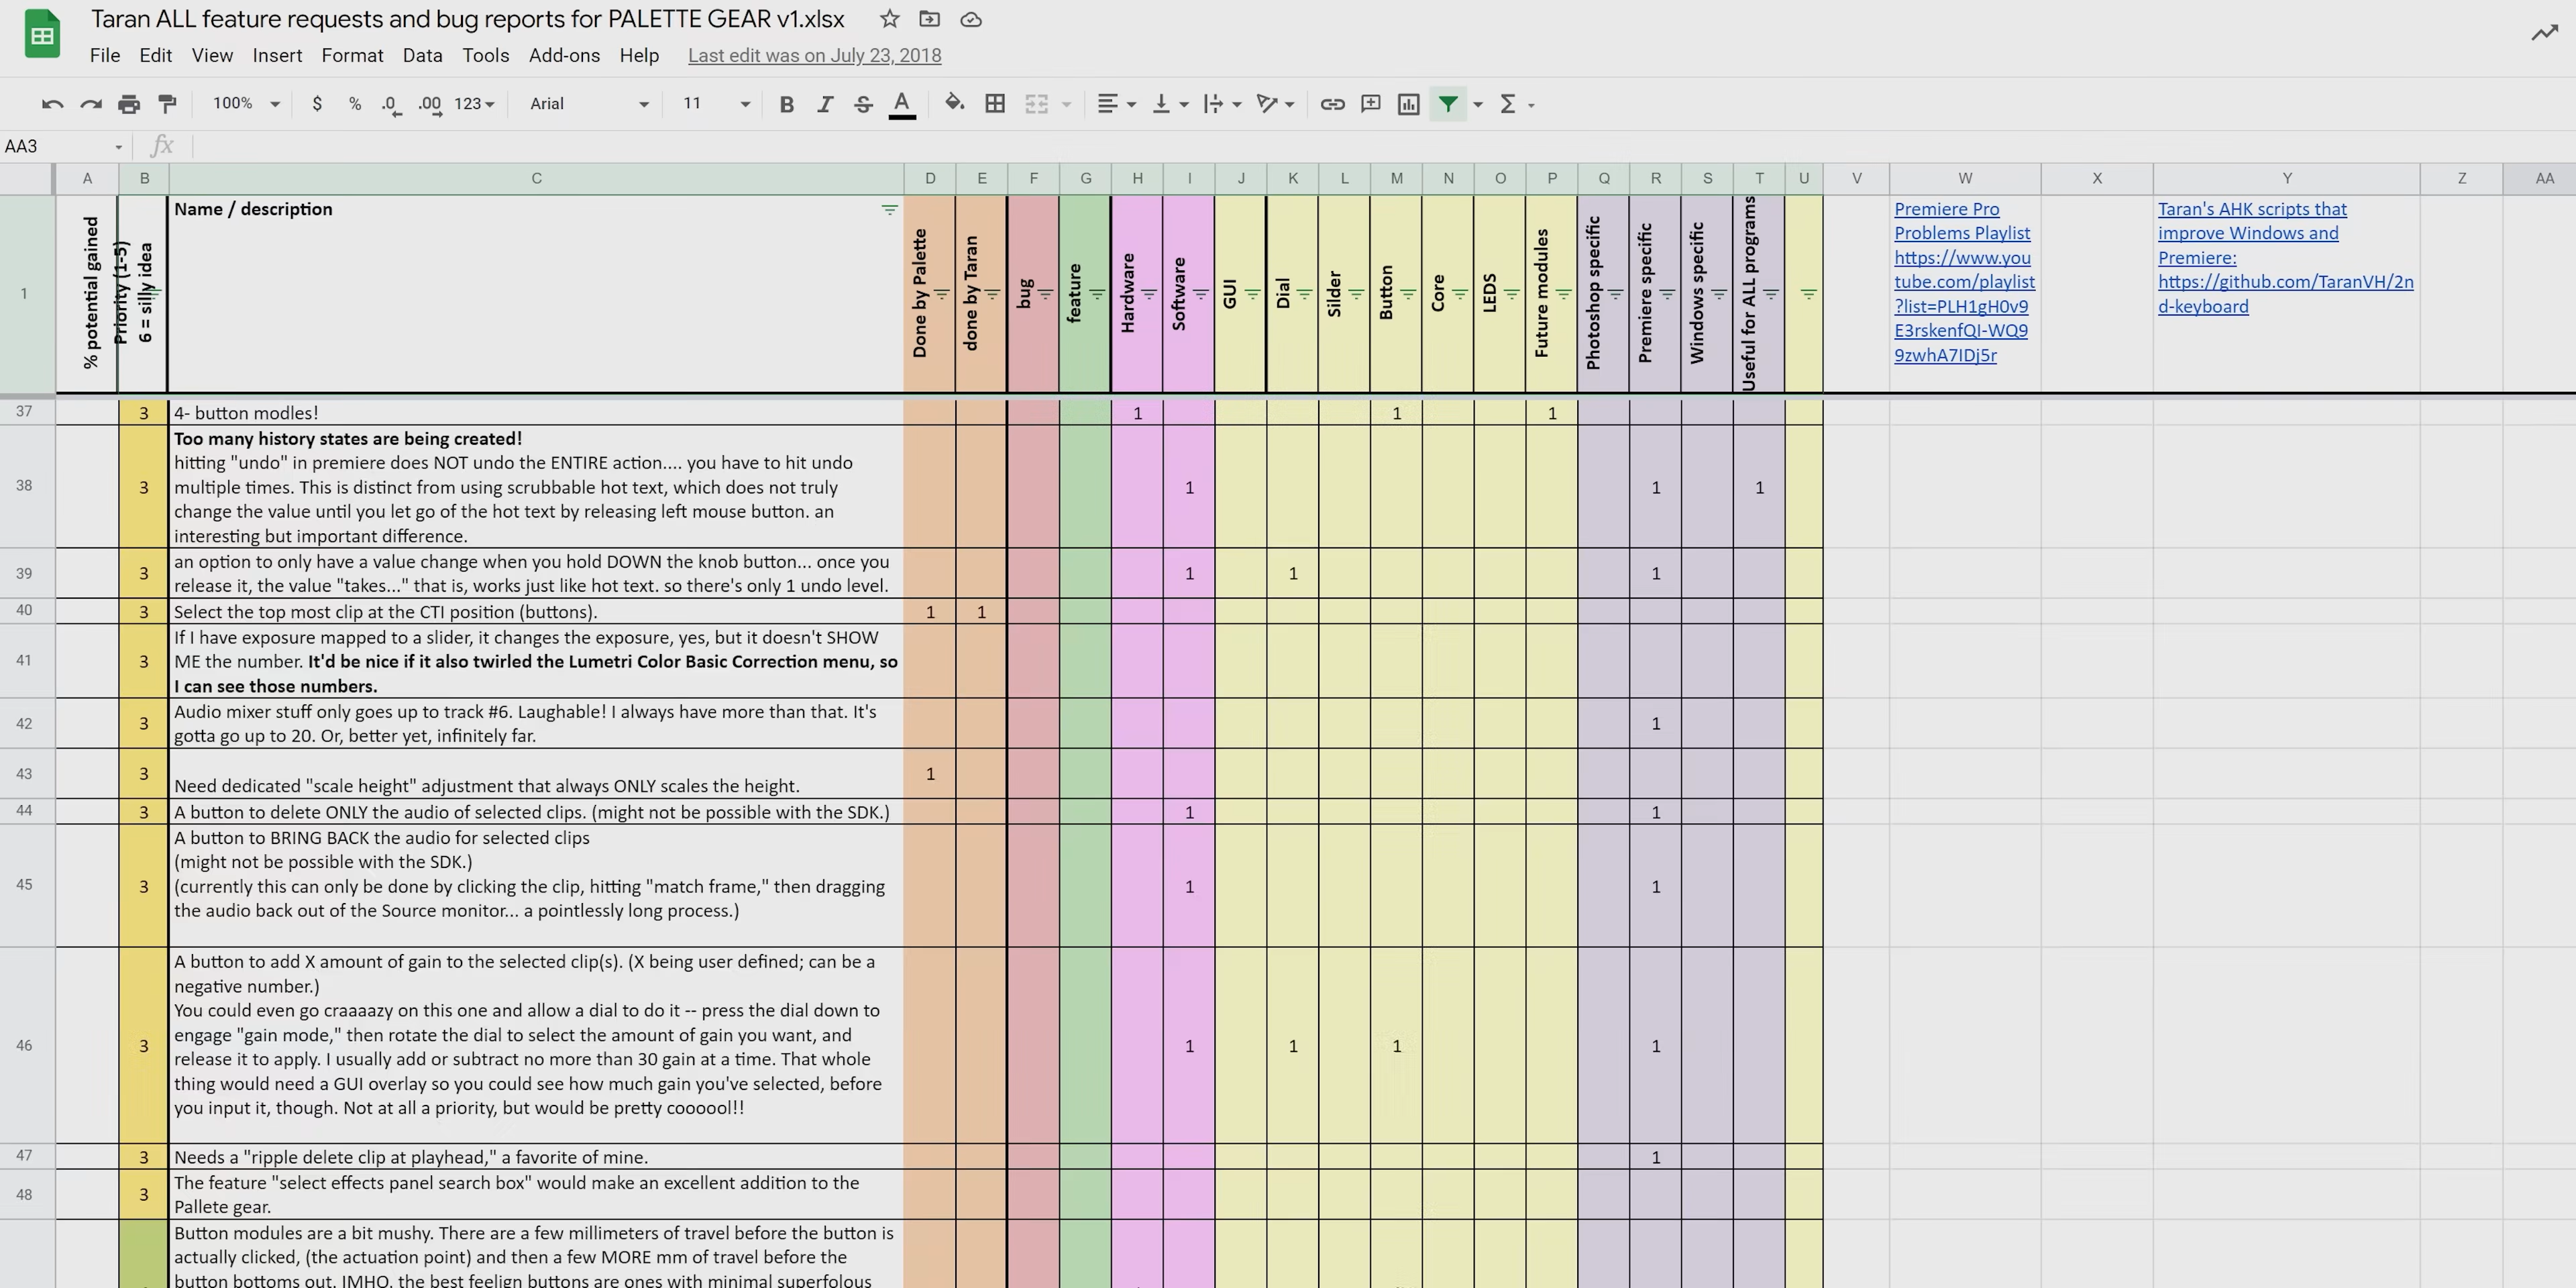 Taran ALL feature requests and bug reports for PALETTE GEAR v1.xlsx
File Edit View Insert Format Data Tools Add-ons Help Last edit was on July 23, 2018
100% $ % .0 .00 123 Arial 11 B I S A Σ
AA3 fx
A B C D E F G H I J K L M N O P Q R S T U V W X Y Z AA
1
% potential gained
Priority (1-5)
6 = silly idea
Name / description
Done by Palette
done by Taran
bug
feature
Hardware
Software
GUI
Dial
Silder
Button
Core
LEDS
Future modules
Photoshop specific
Premiere specific
Windows specific
Useful for ALL programs
Premiere Pro
Problems Playlist
https://www.you
tube.com/playlist
?list=PLH1gH0v9
E3rskenfQI-WQ9
9zwhA7IDj5r
Taran's AHK scripts that
improve Windows and
Premiere:
https://github.com/TaranVH/2n
d-keyboard
37 3 4- button modles! 1 1 1
Too many history states are being created!
hitting "undo" in premiere does NOT undo the ENTIRE action.... you have to hit undo
38 3 multiple times. This is distinct from using scrubbable hot text, which does not truly 1 1 1
change the value until you let go of the hot text by releasing left mouse button. an
interesting but important difference.
an option to only have a value change when you hold DOWN the knob button... once you
39 3 release it, the value "takes..." that is, works just like hot text. so there's only 1 undo level. 1 1 1
40 3 Select the top most clip at the CTI position (buttons). 1 1
If I have exposure mapped to a slider, it changes the exposure, yes, but it doesn't SHOW
41 3 ME the number. It'd be nice if it also twirled the Lumetri Color Basic Correction menu, so
I can see those numbers.
Audio mixer stuff only goes up to track #6. Laughable! I always have more than that. It's
42 3 gotta go up to 20. Or, better yet, infinitely far. 1
43 3 Need dedicated "scale height" adjustment that always ONLY scales the height. 1
44 3 A button to delete ONLY the audio of selected clips. (might not be possible with the SDK.) 1 1
A button to BRING BACK the audio for selected clips
(might not be possible with the SDK.)
45 3 (currently this can only be done by clicking the clip, hitting "match frame," then dragging 1 1
the audio back out of the Source monitor... a pointlessly long process.)
A button to add X amount of gain to the selected clip(s). (X being user defined; can be a
negative number.)
You could even go craaaazy on this one and allow a dial to do it -- press the dial down to
46 3 engage "gain mode," then rotate the dial to select the amount of gain you want, and 1 1 1 1
release it to apply. I usually add or subtract no more than 30 gain at a time. That whole
thing would need a GUI overlay so you could see how much gain you've selected, before
you input it, though. Not at all a priority, but would be pretty coooool!!
47 3 Needs a "ripple delete clip at playhead," a favorite of mine. 1
The feature "select effects panel search box" would make an excellent addition to the
48 3 Pallete gear.
Button modules are a bit mushy. There are a few millimeters of travel before the button is
actually clicked, (the actuation point) and then a few MORE mm of travel before the
button bottoms out. IMHO, the best feelign buttons are ones with minimal superfolous